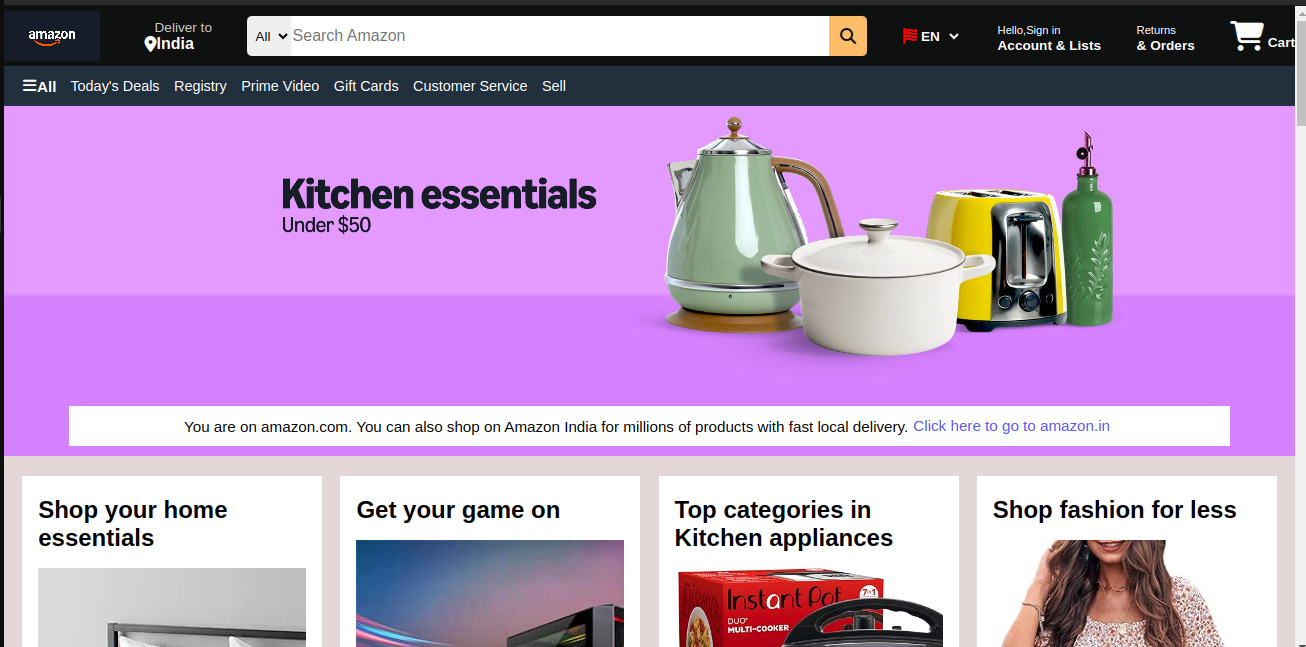 amazon
Deliver to
India
All
Search Amazon
EN
Hello,Sign in
Account & Lists
Returns
& Orders
Cart
All
Today's Deals
Registry
Prime Video
Gift Cards
Customer Service
Sell
Kitchen essentials
Under $50
You are on amazon.com. You can also shop on Amazon India for millions of products with fast local delivery. Click here to go to amazon.in
Shop your home
essentials
Get your game on
Top categories in
Kitchen appliances
Shop fashion for less
Instant Pot
7in1
DUO
MULTI-COOKER